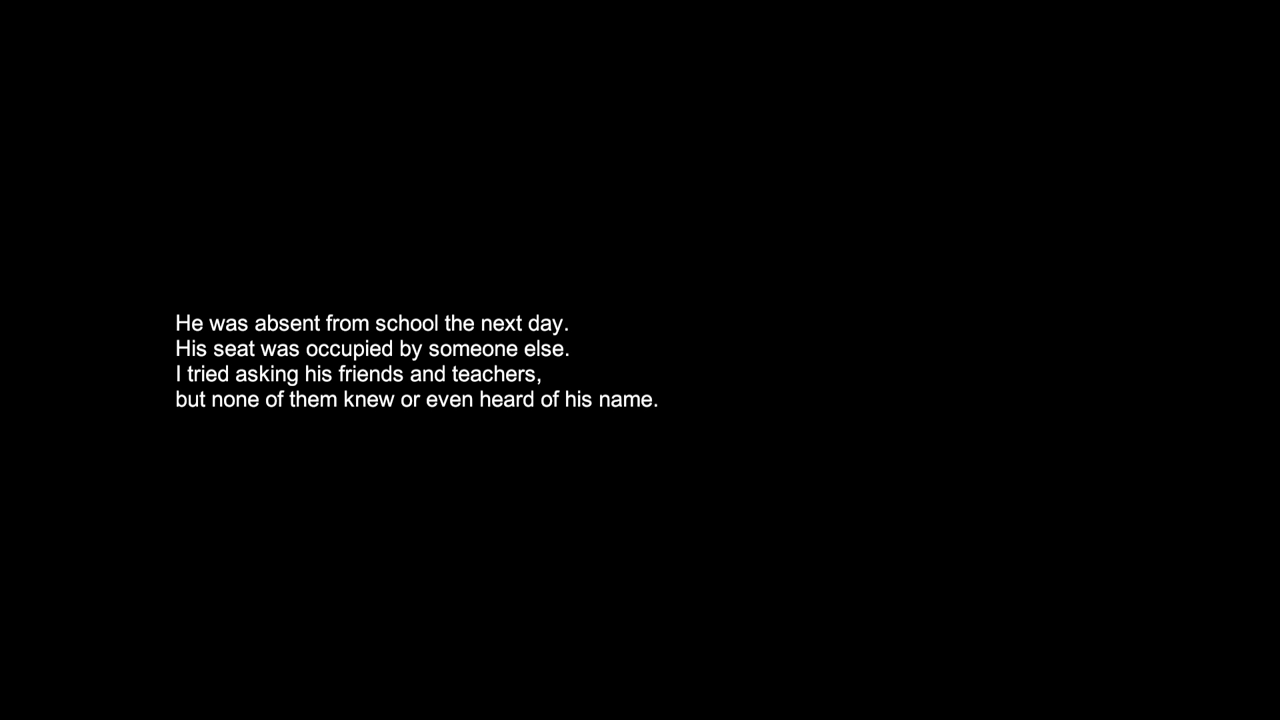 He was absent from school the next day.
His seat was occupied by someone else.
I tried asking his friends and teachers,
but none of them knew or even heard of his name.